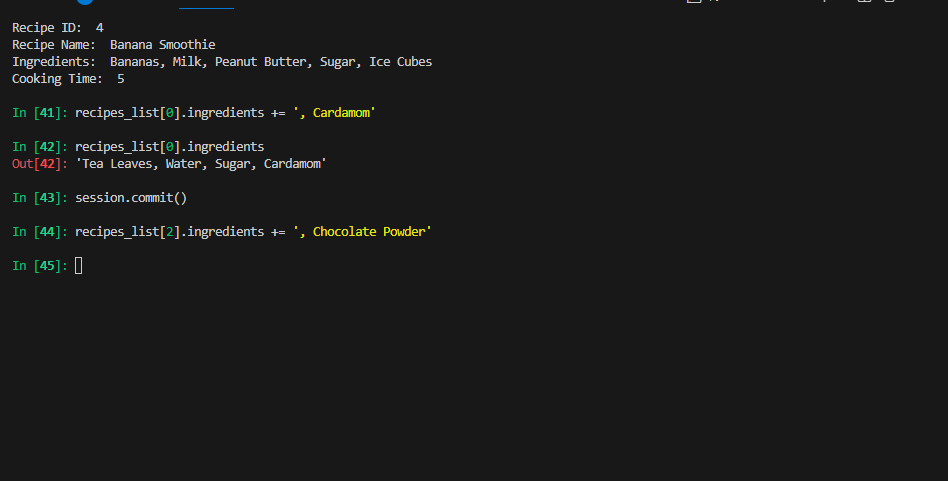 Recipe ID:  4
Recipe Name:  Banana Smoothie
Ingredients:  Bananas, Milk, Peanut Butter, Sugar, Ice Cubes
Cooking Time:  5
In [41]: recipes_list[0].ingredients += ', Cardamom'
In [42]: recipes_list[0].ingredients
Out[42]: 'Tea Leaves, Water, Sugar, Cardamom'
In [43]: session.commit()
In [44]: recipes_list[2].ingredients += ', Chocolate Powder'
In [45]: